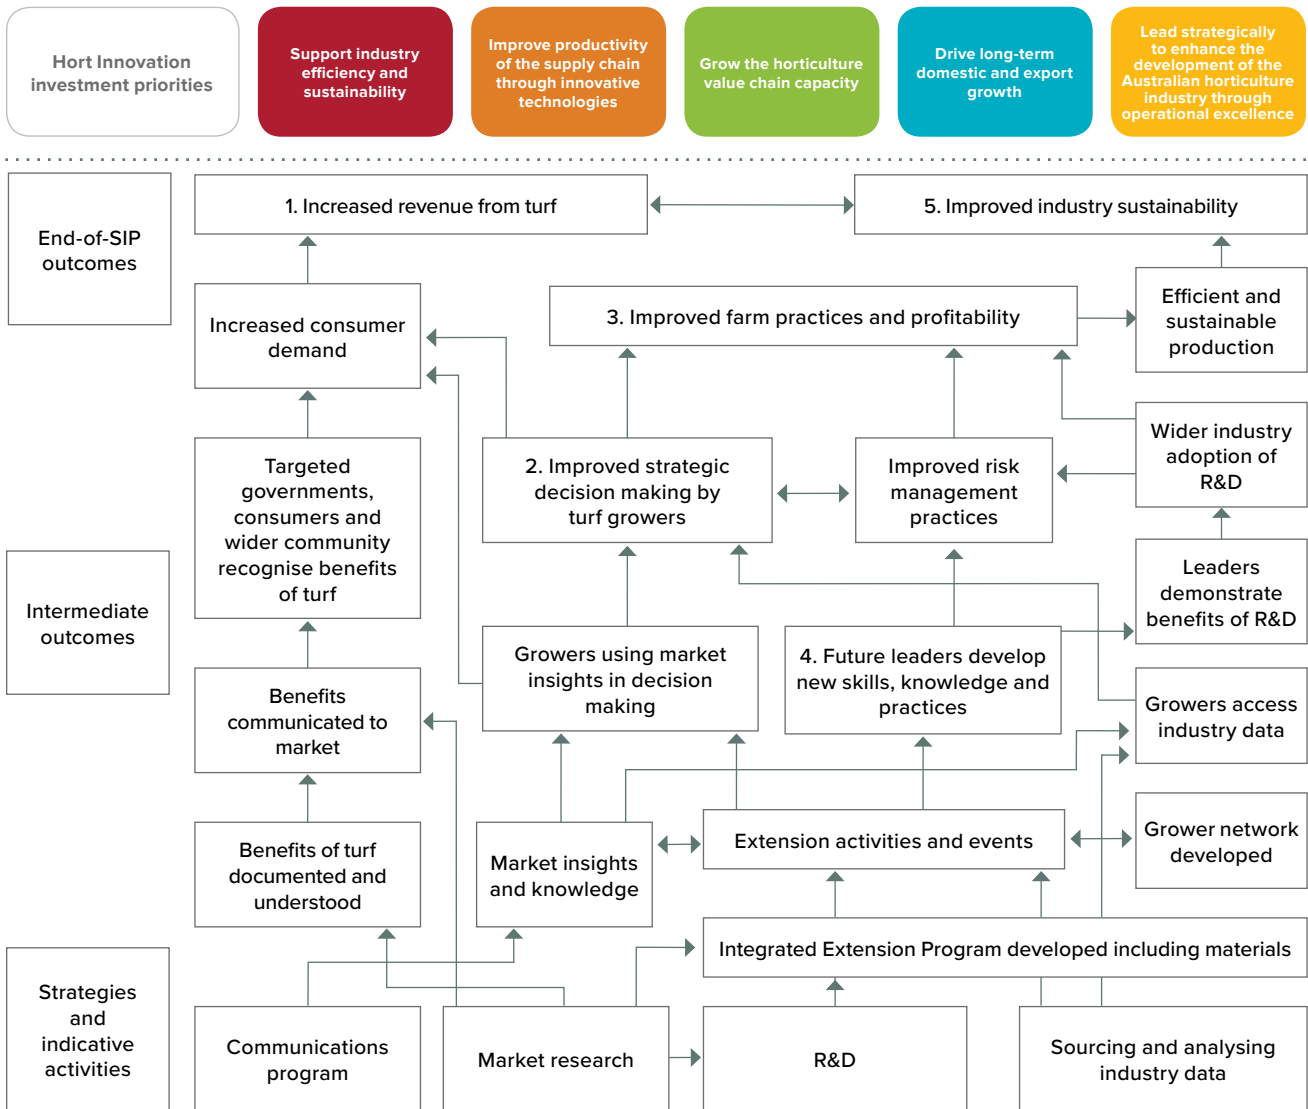 Hort Innovation
investment priorities
Support industry
efficiency and
sustainability
Improve productivity
of the supply chain
through innovative
technologies
Grow the horticulture
value chain capacity
Drive long-term
domestic and export
growth
Lead strategically
to enhance the
development of the
Australian horticulture
industry through
operational excellence
End-of-SIP
outcomes
1. Increased revenue from turf
5. Improved industry sustainability
Increased consumer
demand
3. Improved farm practices and profitability
Efficient and
sustainable
production
Targeted
governments,
consumers and
wider community
recognise benefits
of turf
2. Improved strategic
decision making by
turf growers
Improved risk
management
practices
Wider industry
adoption of
R&D
Intermediate
outcomes
Leaders
demonstrate
benefits of R&D
Benefits
communicated to
market
Growers using market
insights in decision
making
4. Future leaders develop
new skills, knowledge and
practices
Growers access
industry data
Benefits of turf
documented and
understood
Market insights
and knowledge
Extension activities and events
Grower network
developed
Integrated Extension Program developed including materials
Strategies
and
indicative
activities
Communications
program
Market research
R&D
Sourcing and analysing
industry data